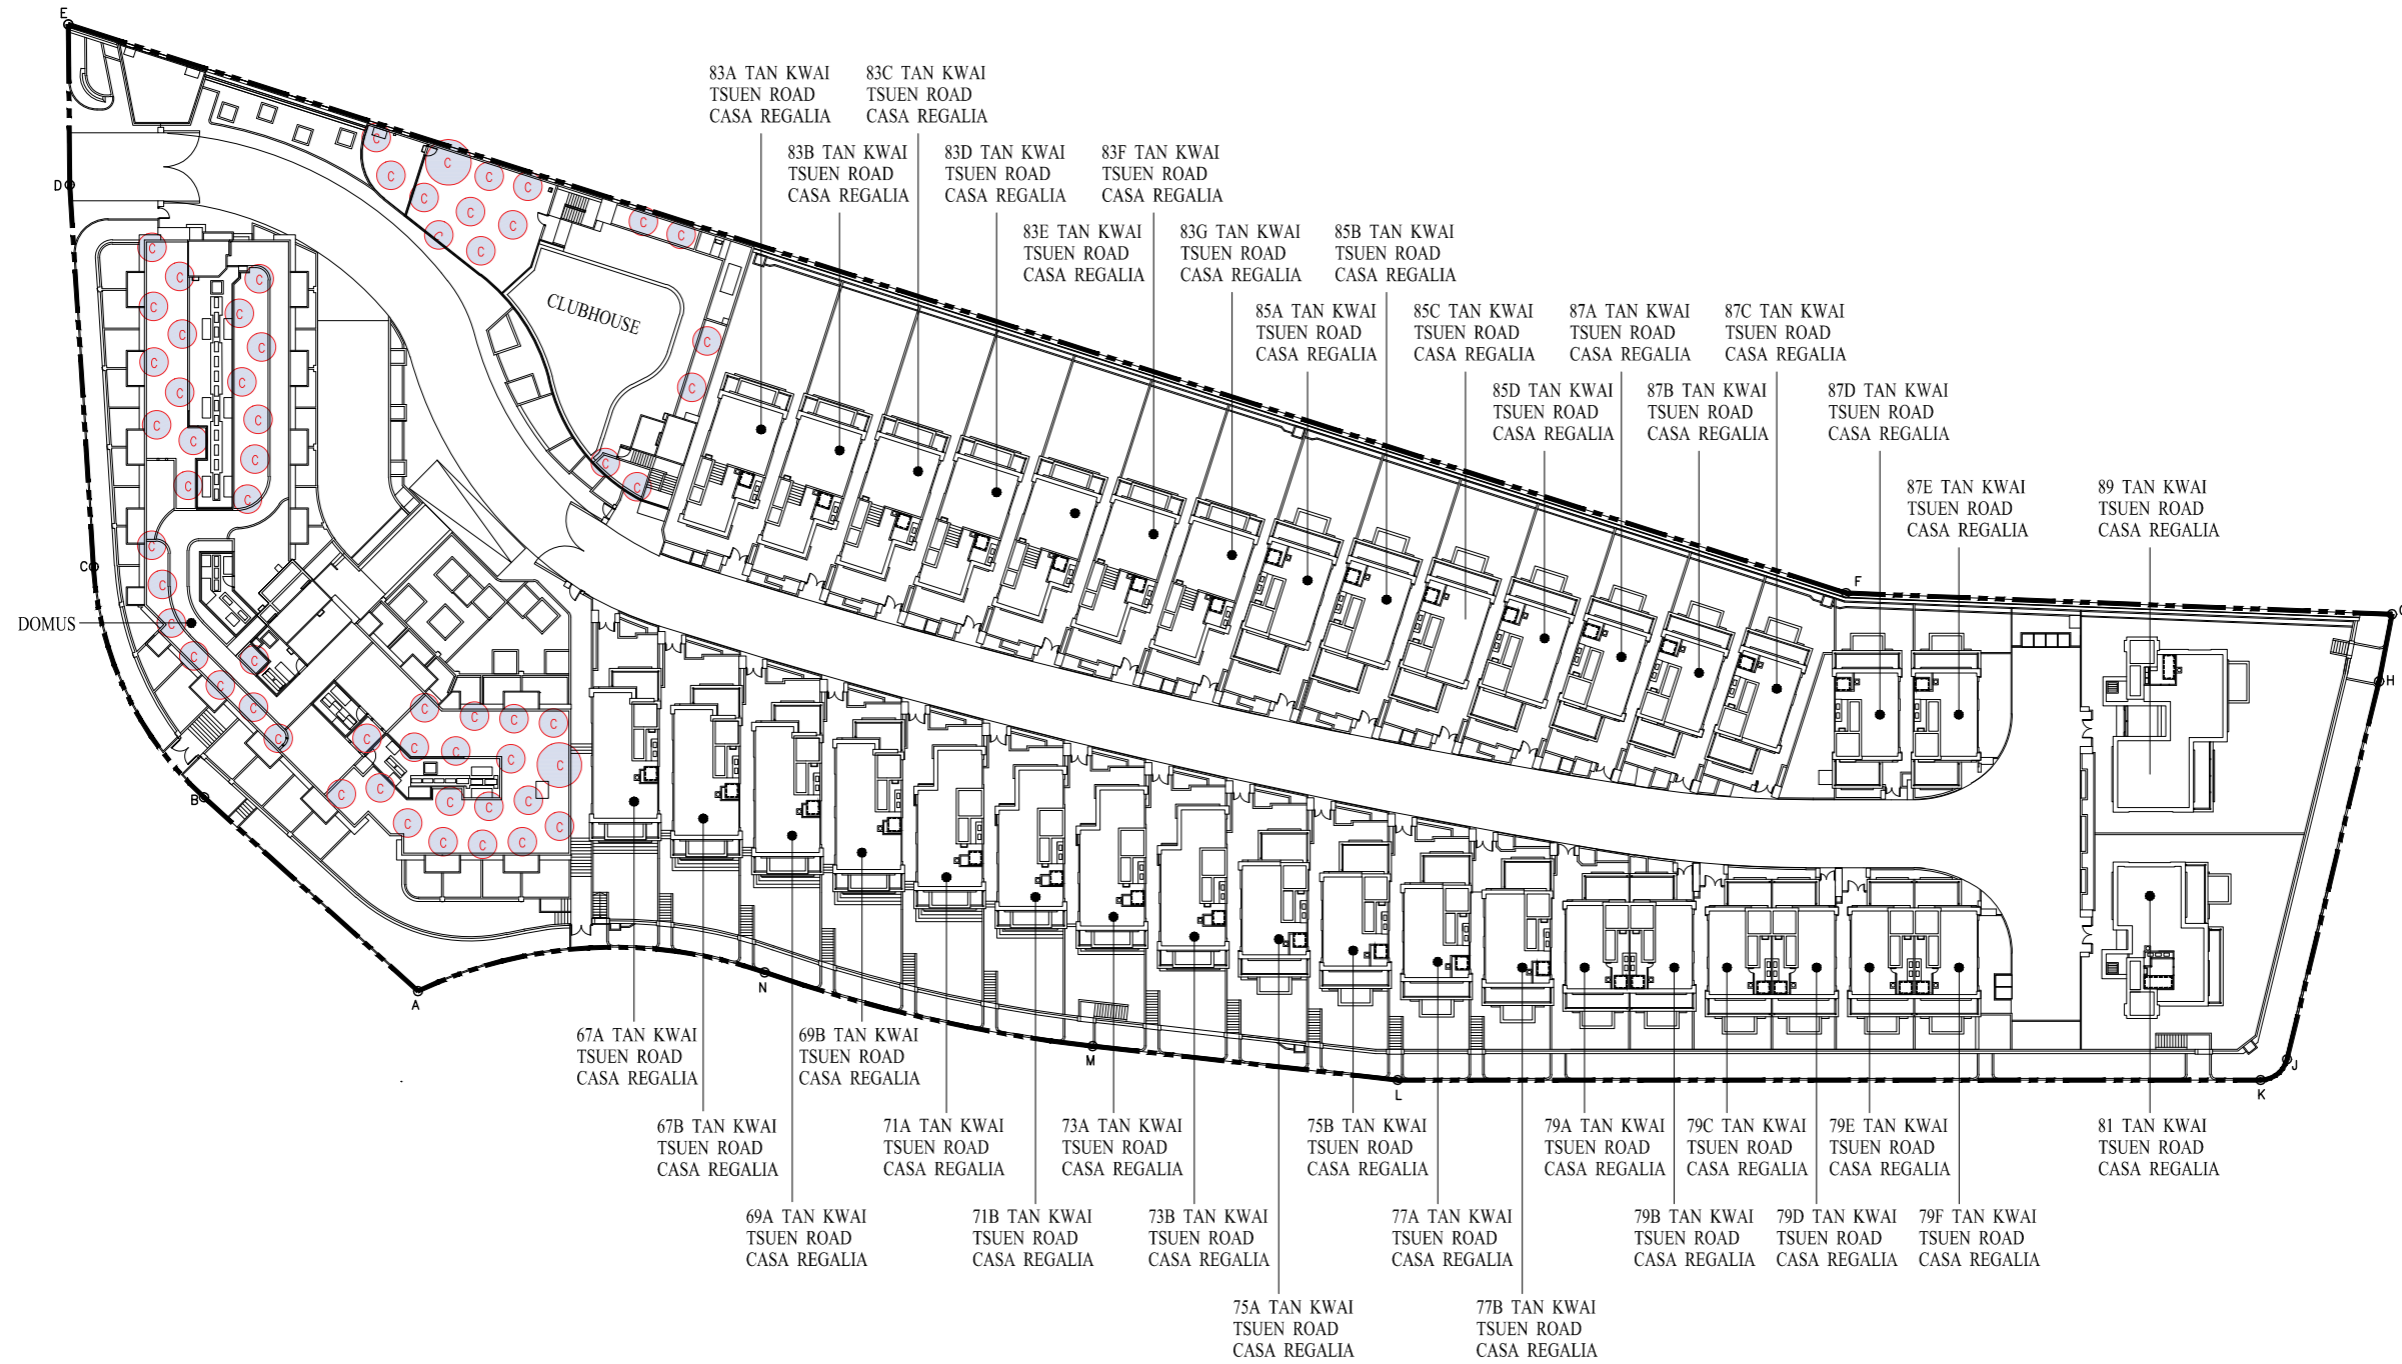 E
83A TAN KWAI
TSUEN ROAD
CASA REGALIA
83C TAN KWAI
TSUEN ROAD
CASA REGALIA
83B TAN KWAI
TSUEN ROAD
CASA REGALIA
83D TAN KWAI
TSUEN ROAD
CASA REGALIA
83F TAN KWAI
TSUEN ROAD
CASA REGALIA
D
83E TAN KWAI
TSUEN ROAD
CASA REGALIA
83G TAN KWAI
TSUEN ROAD
CASA REGALIA
85B TAN KWAI
TSUEN ROAD
CASA REGALIA
CLUBHOUSE
85A TAN KWAI
TSUEN ROAD
CASA REGALIA
85C TAN KWAI
TSUEN ROAD
CASA REGALIA
87A TAN KWAI
TSUEN ROAD
CASA REGALIA
87C TAN KWAI
TSUEN ROAD
CASA REGALIA
85D TAN KWAI
TSUEN ROAD
CASA REGALIA
87B TAN KWAI
TSUEN ROAD
CASA REGALIA
87D TAN KWAI
TSUEN ROAD
CASA REGALIA
87E TAN KWAI
TSUEN ROAD
CASA REGALIA
89 TAN KWAI
TSUEN ROAD
CASA REGALIA
C
F
G
DOMUS
H
B
A
N
M
L
K
J
67A TAN KWAI
TSUEN ROAD
CASA REGALIA
69B TAN KWAI
TSUEN ROAD
CASA REGALIA
67B TAN KWAI
TSUEN ROAD
CASA REGALIA
71A TAN KWAI
TSUEN ROAD
CASA REGALIA
73A TAN KWAI
TSUEN ROAD
CASA REGALIA
75B TAN KWAI
TSUEN ROAD
CASA REGALIA
79A TAN KWAI
TSUEN ROAD
CASA REGALIA
79C TAN KWAI
TSUEN ROAD
CASA REGALIA
79E TAN KWAI
TSUEN ROAD
CASA REGALIA
81 TAN KWAI
TSUEN ROAD
CASA REGALIA
69A TAN KWAI
TSUEN ROAD
CASA REGALIA
71B TAN KWAI
TSUEN ROAD
CASA REGALIA
73B TAN KWAI
TSUEN ROAD
CASA REGALIA
77A TAN KWAI
TSUEN ROAD
CASA REGALIA
79B TAN KWAI
TSUEN ROAD
CASA REGALIA
79D TAN KWAI
TSUEN ROAD
CASA REGALIA
79F TAN KWAI
TSUEN ROAD
CASA REGALIA
75A TAN KWAI
TSUEN ROAD
CASA REGALIA
77B TAN KWAI
TSUEN ROAD
CASA REGALIA